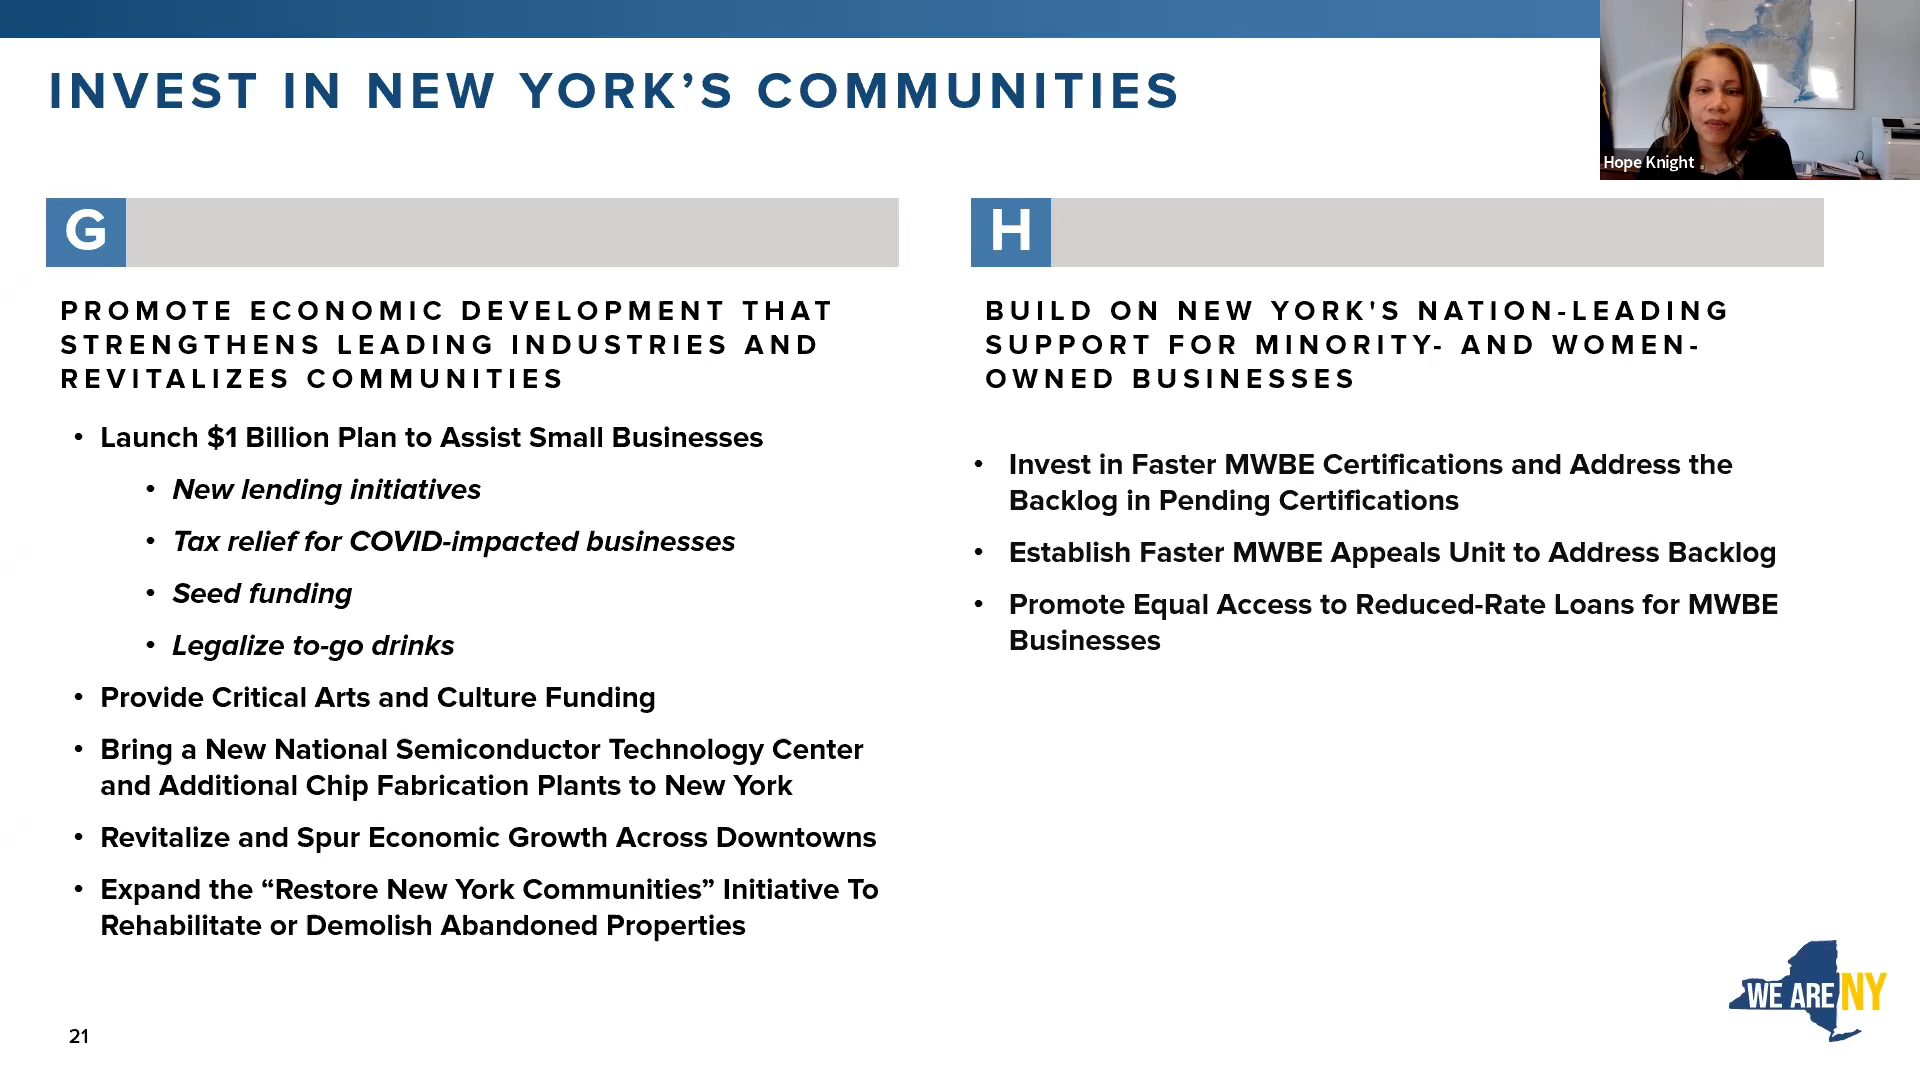 INVEST IN NEW YORK’S COMMUNITIES
Hope Knight
G
PROMOTE ECONOMIC DEVELOPMENT THAT
STRENGTHENS LEADING INDUSTRIES AND
REVITALIZES COMMUNITIES
• Launch $1 Billion Plan to Assist Small Businesses
• New lending initiatives
• Tax relief for COVID-impacted businesses
• Seed funding
• Legalize to-go drinks
• Provide Critical Arts and Culture Funding
• Bring a New National Semiconductor Technology Center
and Additional Chip Fabrication Plants to New York
• Revitalize and Spur Economic Growth Across Downtowns
• Expand the “Restore New York Communities” Initiative To
Rehabilitate or Demolish Abandoned Properties
H
BUILD ON NEW YORK'S NATION-LEADING
SUPPORT FOR MINORITY- AND WOMEN-
OWNED BUSINESSES
• Invest in Faster MWBE Certifications and Address the
Backlog in Pending Certifications
• Establish Faster MWBE Appeals Unit to Address Backlog
• Promote Equal Access to Reduced-Rate Loans for MWBE
Businesses
WE ARE NY
21